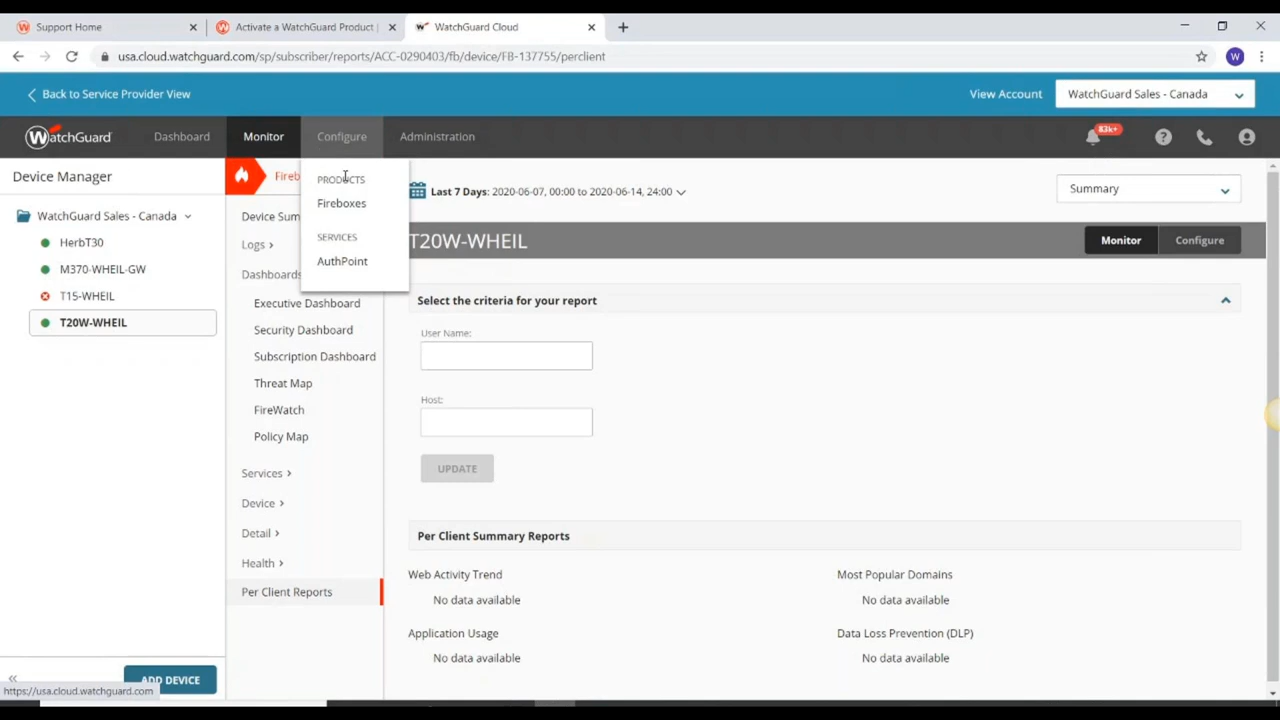 Support Home
Activate a WatchGuard Product |
WatchGuard Cloud
usa.cloud.watchguard.com/sp/subscriber/reports/ACC-0290403/fb/device/FB-137755/perclient
W
Back to Service Provider View
View Account
WatchGuard Sales - Canada
WatchGuard
Dashboard
Monitor
Configure
Administration
83k+
Device Manager
WatchGuard Sales - Canada
HerbT30
M370-WHEIL-GW
T15-WHEIL
T20W-WHEIL
«
ADD DEVICE
https://usa.cloud.watchguard.com
Fireb
PRODUCTS
Fireboxes
SERVICES
AuthPoint
Device Sum
Logs >
Dashboards
Executive Dashboard
Security Dashboard
Subscription Dashboard
Threat Map
FireWatch
Policy Map
Services >
Device >
Detail >
Health >
Per Client Reports
Last 7 Days: 2020-06-07, 00:00 to 2020-06-14, 24:00
Summary
T20W-WHEIL
Monitor
Configure
Select the criteria for your report
User Name:
Host:
UPDATE
Per Client Summary Reports
Web Activity Trend
Most Popular Domains
No data available
No data available
Application Usage
Data Loss Prevention (DLP)
No data available
No data available